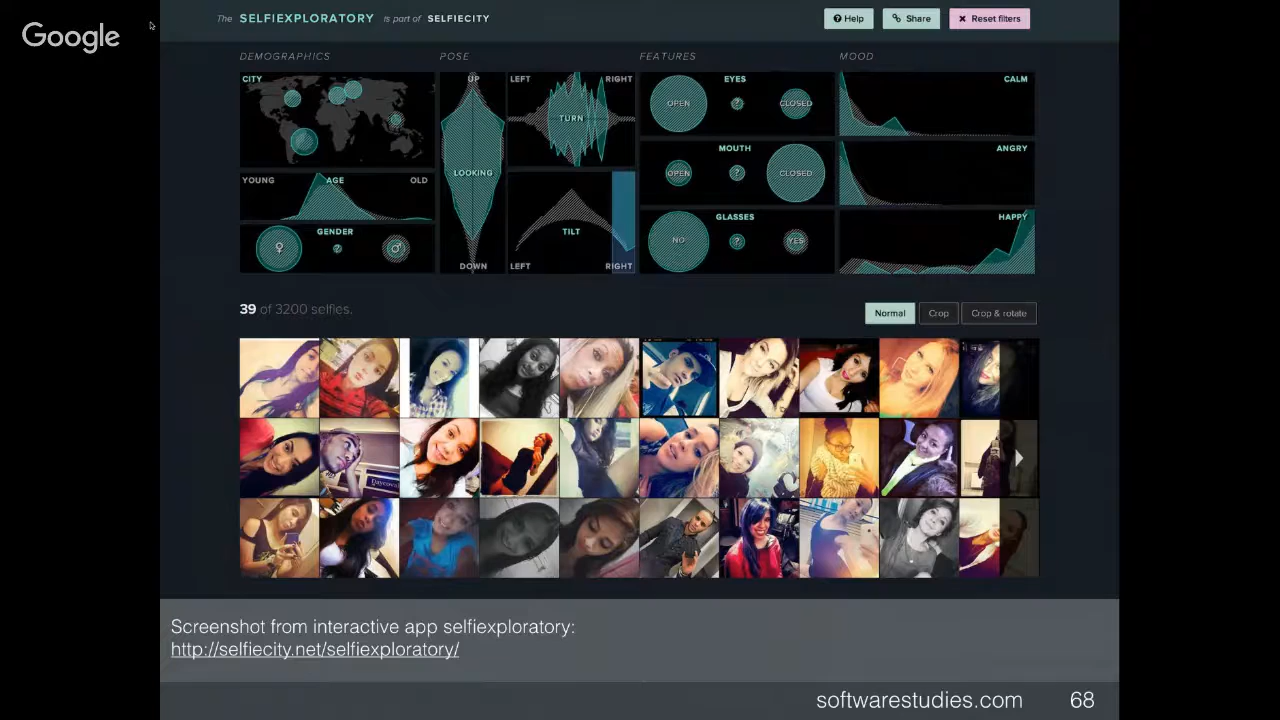 Google
The SELFIEXPLORATORY is part of SELFIECITY
Help Share Reset filters
DEMOGRAPHICS POSE FEATURES MOOD
CITY
YOUNG AGE OLD
GENDER
?
UP
LOOKING
DOWN
LEFT RIGHT
TURN
TILT
LEFT RIGHT
EYES
OPEN ? CLOSED
MOUTH
OPEN ? CLOSED
GLASSES
NO ? YES
CALM
ANGRY
HAPPY
39 of 3200 selfies.
Normal Crop Crop & rotate
Screenshot from interactive app selfiexploratory:
http://selfiecity.net/selfiexploratory/
softwarestudies.com 68